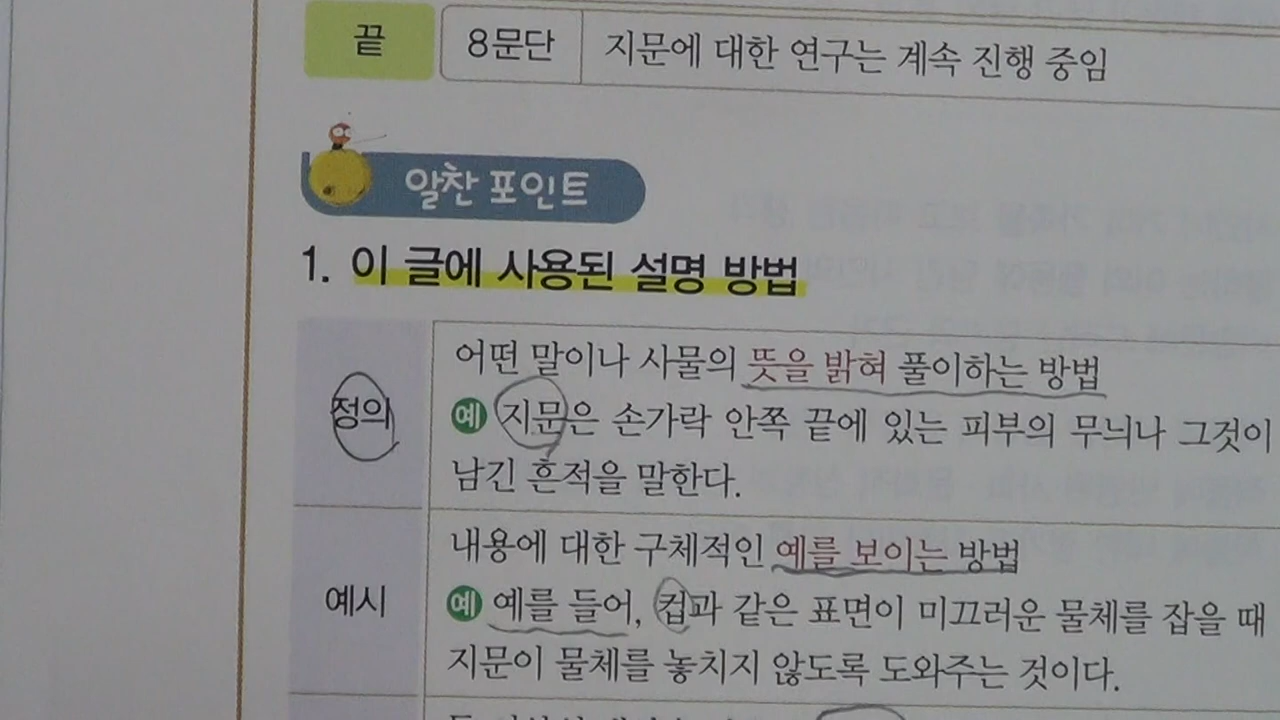 끝 8문단 지문에 대한 연구는 계속 진행 중임
알찬 포인트
1. 이 글에 사용된 설명 방법
어떤 말이나 사물의 뜻을 밝혀 풀이하는 방법
정의
예 지문은 손가락 안쪽 끝에 있는 피부의 무늬나 그것이
남긴 흔적을 말한다.
내용에 대한 구체적인 예를 보이는 방법
예시
예 예를 들어, 컵과 같은 표면이 미끄러운 물체를 잡을 때
지문이 물체를 놓치지 않도록 도와주는 것이다.